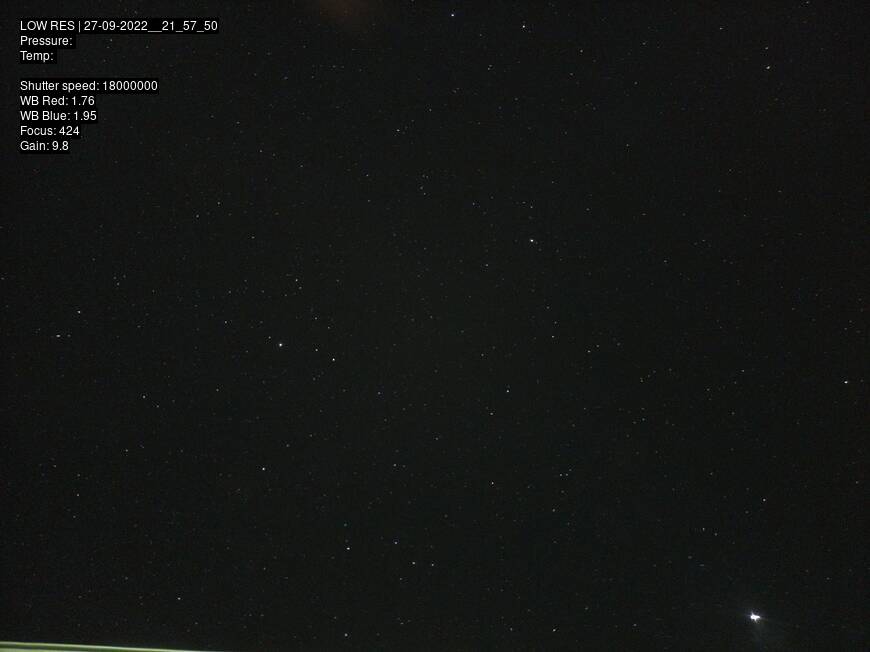 LOW RES | 27-09-2022__21_57_50
Pressure:
Temp:
Shutter speed: 18000000
WB Red: 1.76
WB Blue: 1.95
Focus: 424
Gain: 9.8